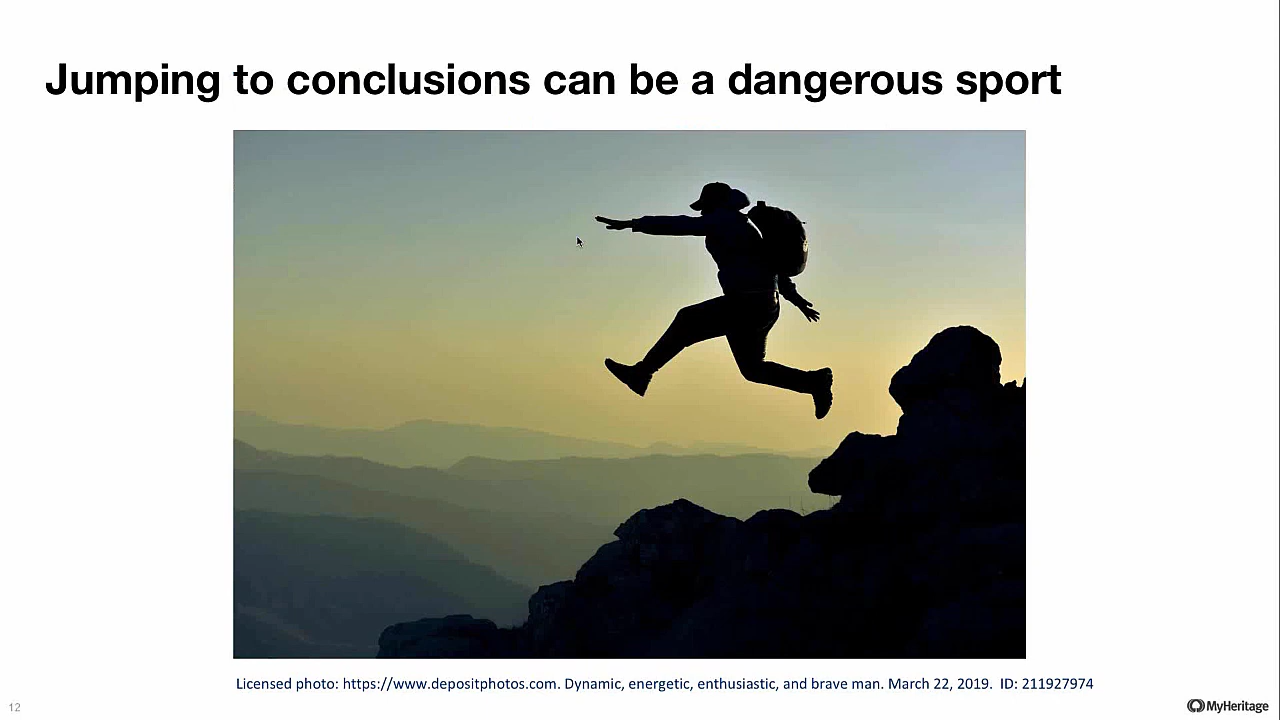 Jumping to conclusions can be a dangerous sport
Licensed photo: https://www.depositphotos.com. Dynamic, energetic, enthusiastic, and brave man. March 22, 2019.  ID: 211927974
12
MyHeritage